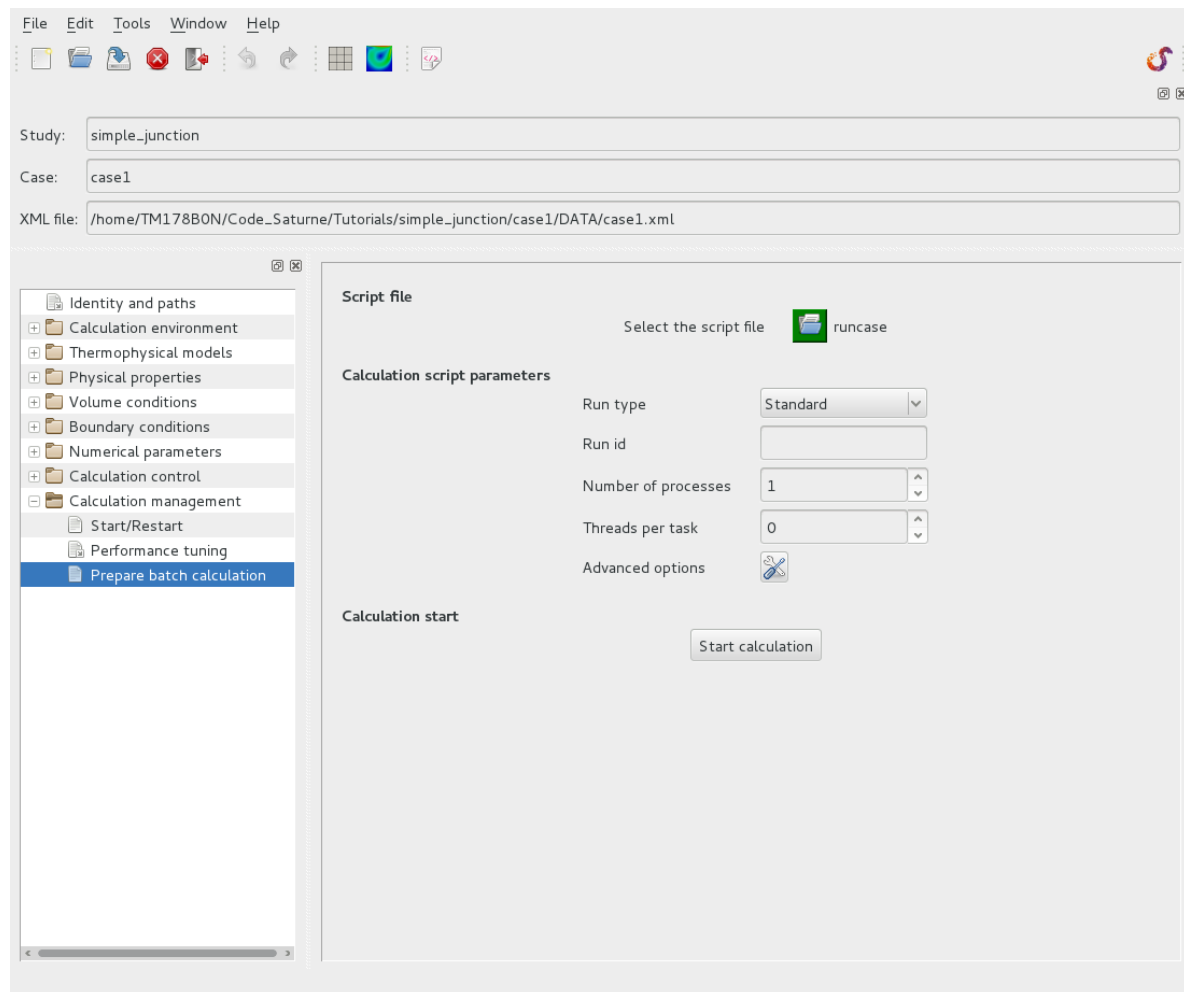 File Edit Tools Window Help
Study: simple_junction
Case: case1
XML file: /home/TM178B0N/Code_Saturne/Tutorials/simple_junction/case1/DATA/case1.xml
Identity and paths
Calculation environment
Thermophysical models
Physical properties
Volume conditions
Boundary conditions
Numerical parameters
Calculation control
Calculation management
Start/Restart
Performance tuning
Prepare batch calculation
Script file
Select the script file runcase
Calculation script parameters
Run type Standard
Run id
Number of processes 1
Threads per task 0
Advanced options
Calculation start
Start calculation